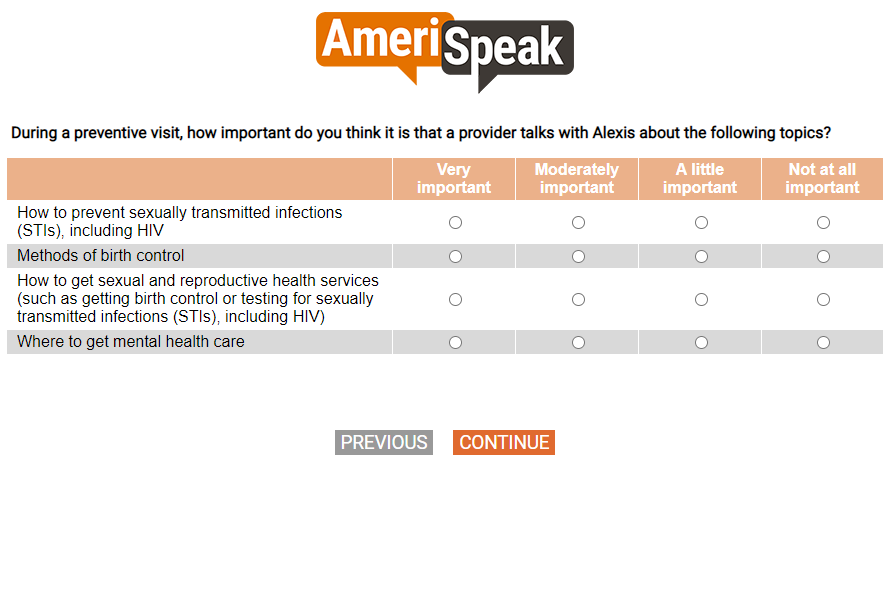 AmeriSpeak
During a preventive visit, how important do you think it is that a provider talks with Alexis about the following topics?
Very important
Moderately important
A little important
Not at all important
How to prevent sexually transmitted infections
(STIs), including HIV
Methods of birth control
How to get sexual and reproductive health services
(such as getting birth control or testing for sexually
transmitted infections (STIs), including HIV)
Where to get mental health care
PREVIOUS
CONTINUE